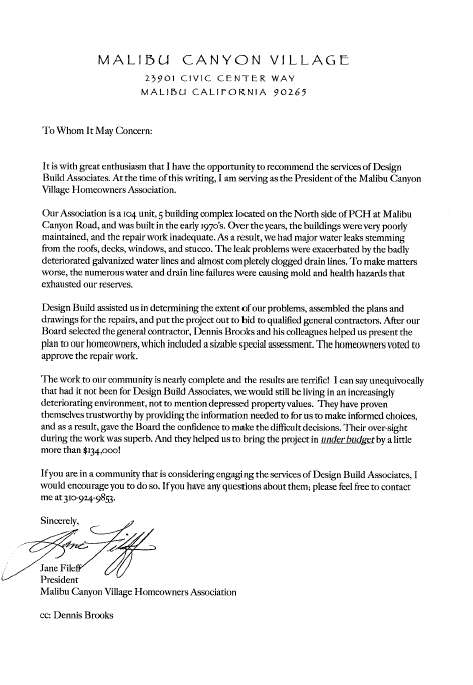 MALIBU CANYON VILLAGE
23901 CIVIC CENTER WAY
MALIBU CALIFORNIA 90265
To Whom It May Concern:
It is with great enthusiasm that I have the opportunity to recommend the services of Design
Build Associates. At the time of this writing, I am serving as the President of the Malibu Canyon
Village Homeowners Association.
Our Association is a 104 unit, 5 building complex located on the North side of PCH at Malibu
Canyon Road, and was built in the early 1970's. Over the years, the buildings were very poorly
maintained, and the repair work inadequate. As a result, we had major water leaks stemming
from the roofs, decks, windows, and stucco. The leak problems were exacerbated by the badly
deteriorated galvanized water lines and almost completely clogged drain lines. To make matters
worse, the numerous water and drain line failures were causing mold and health hazards that
exhausted our reserves.
Design Build assisted us in determining the extent of our problems, assembled the plans and
drawings for the repairs, and put the project out to bid to qualified general contractors. After our
Board selected the general contractor, Dennis Brooks and his colleagues helped us present the
plan to our homeowners, which included a sizable special assessment. The homeowners voted to
approve the repair work.
The work to our community is nearly complete and the results are terrific! I can say unequivocally
that had it not been for Design Build Associates, we would still be living in an increasingly
deteriorating environment, not to mention depressed property values. They have proven
themselves trustworthy by providing the information needed to for us to make informed choices,
and as a result, gave the Board the confidence to make the difficult decisions. Their over-sight
during the work was superb. And they helped us to bring the project in under budget by a little
more than $134,000!
If you are in a community that is considering engaging the services of Design Build Associates, I
would encourage you to do so. If you have any questions about them; please feel free to contact
me at 310-924-9853.
Sincerely,
Jane Fileff
Jane Fileff
President
Malibu Canyon Village Homeowners Association
cc: Dennis Brooks